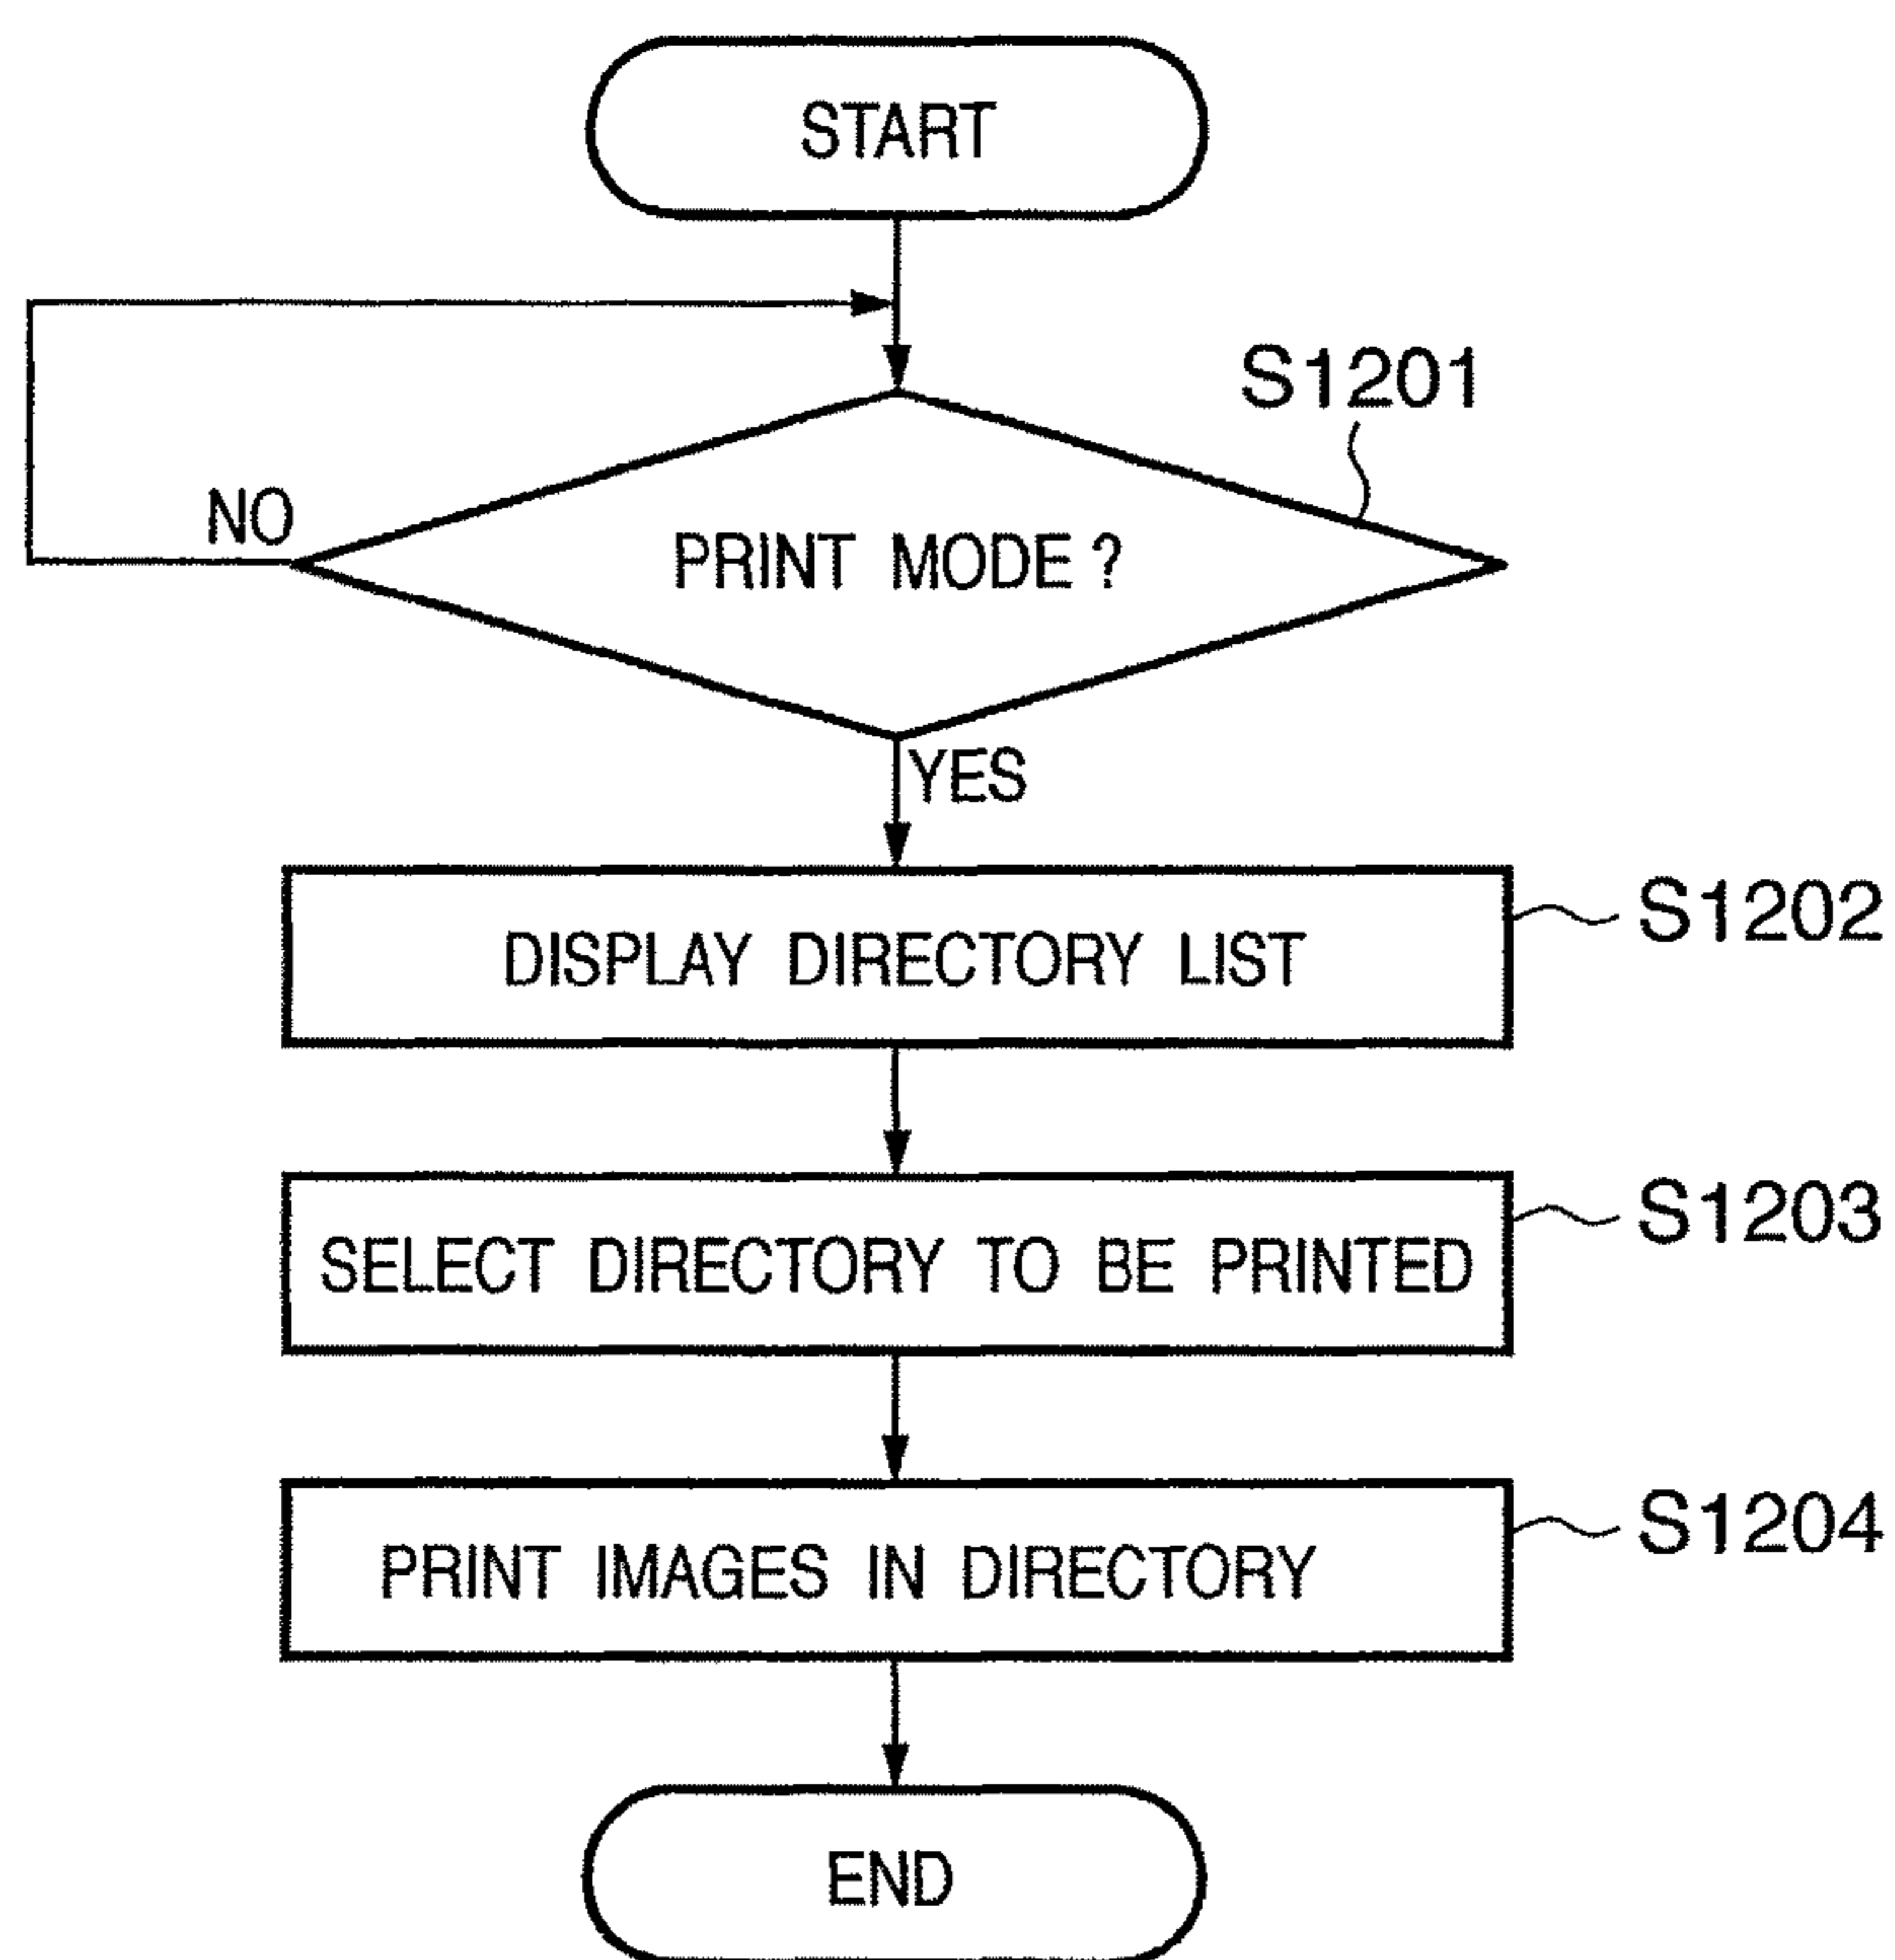 START
S1201
NO
PRINT MODE ?
YES
DISPLAY DIRECTORY LIST
S1202
SELECT DIRECTORY TO BE PRINTED
S1203
PRINT IMAGES IN DIRECTORY
S1204
END